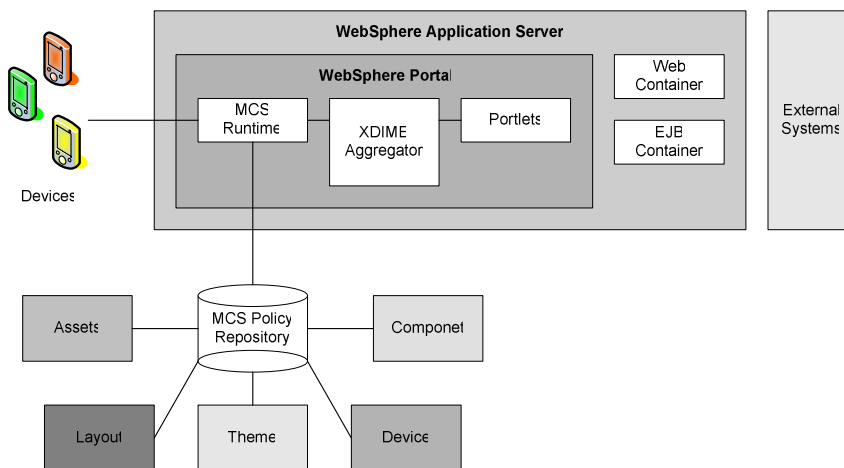 WebSphere Application Server
WebSphere Portal
MCS
Runtime
XDIME
Aggregator
Portlets
Web
Container
EJB
Container
External
Systems
Devices
Assets
MCS Policy
Repository
Componet
Layout
Theme
Device